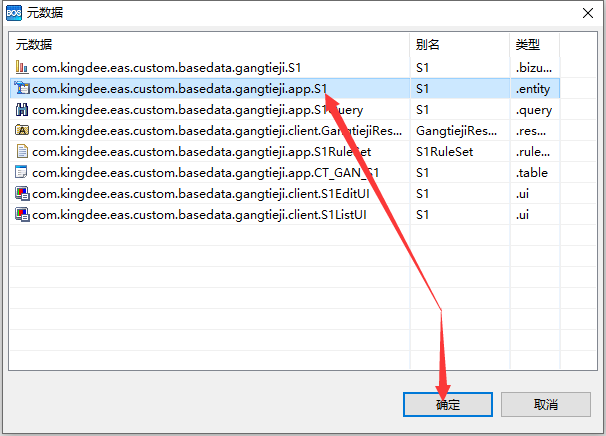 BOS 元数据
元数据 别名 类型
com.kingdee.eas.custom.basedata.gangtieji.S1 S1 .bizu...
com.kingdee.eas.custom.basedata.gangtieji.app.S1 S1 .entity
com.kingdee.eas.custom.basedata.gangtieji.app.S1Query S1 .query
com.kingdee.eas.custom.basedata.gangtieji.client.GangtiejiRes... GangtiejiRes... .res...
com.kingdee.eas.custom.basedata.gangtieji.app.S1RuleSet S1RuleSet .rule...
com.kingdee.eas.custom.basedata.gangtieji.app.CT_GAN_S1 S1 .table
com.kingdee.eas.custom.basedata.gangtieji.client.S1EditUI S1 .ui
com.kingdee.eas.custom.basedata.gangtieji.client.S1ListUI S1 .ui
确定 取消